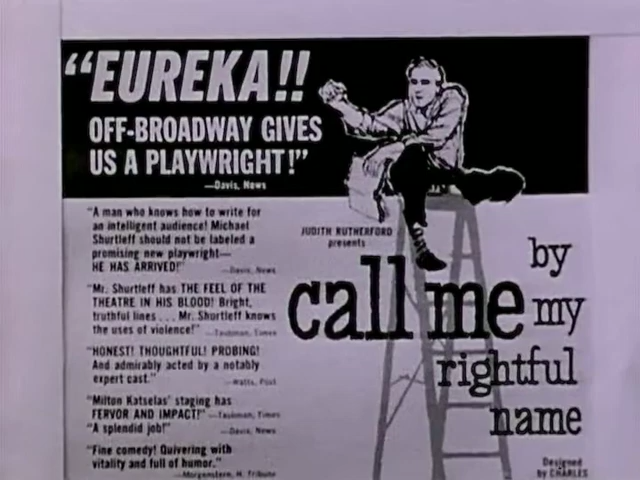 "EUREKA!!
OFF-BROADWAY GIVES
US A PLAYWRIGHT!"
—Davis, News
"A man who knows how to write for
an intelligent audience! Michael
Shurtleff should not be labeled a
promising new playwright—
HE HAS ARRIVED!" —Davis, News
"Mr. Shurtleff has THE FEEL OF THE
THEATRE IN HIS BLOOD! Bright,
truthful lines . . . Mr. Shurtleff knows
the uses of violence!" —Taubman, Times
"HONEST! THOUGHTFUL! PROBING!
And admirably acted by a notably
expert cast." —Watts, Post
"Milton Katselas' staging has
FERVOR AND IMPACT!" —Taubman, Times
"A splendid job!" —Davis, News
"Fine comedy! Quivering with
vitality and full of humor."
—Morgenstern, H. Tribune
JUDITH RUTHERFORD
presents
call me
by
my
rightful
name
Designed
by CHARLES